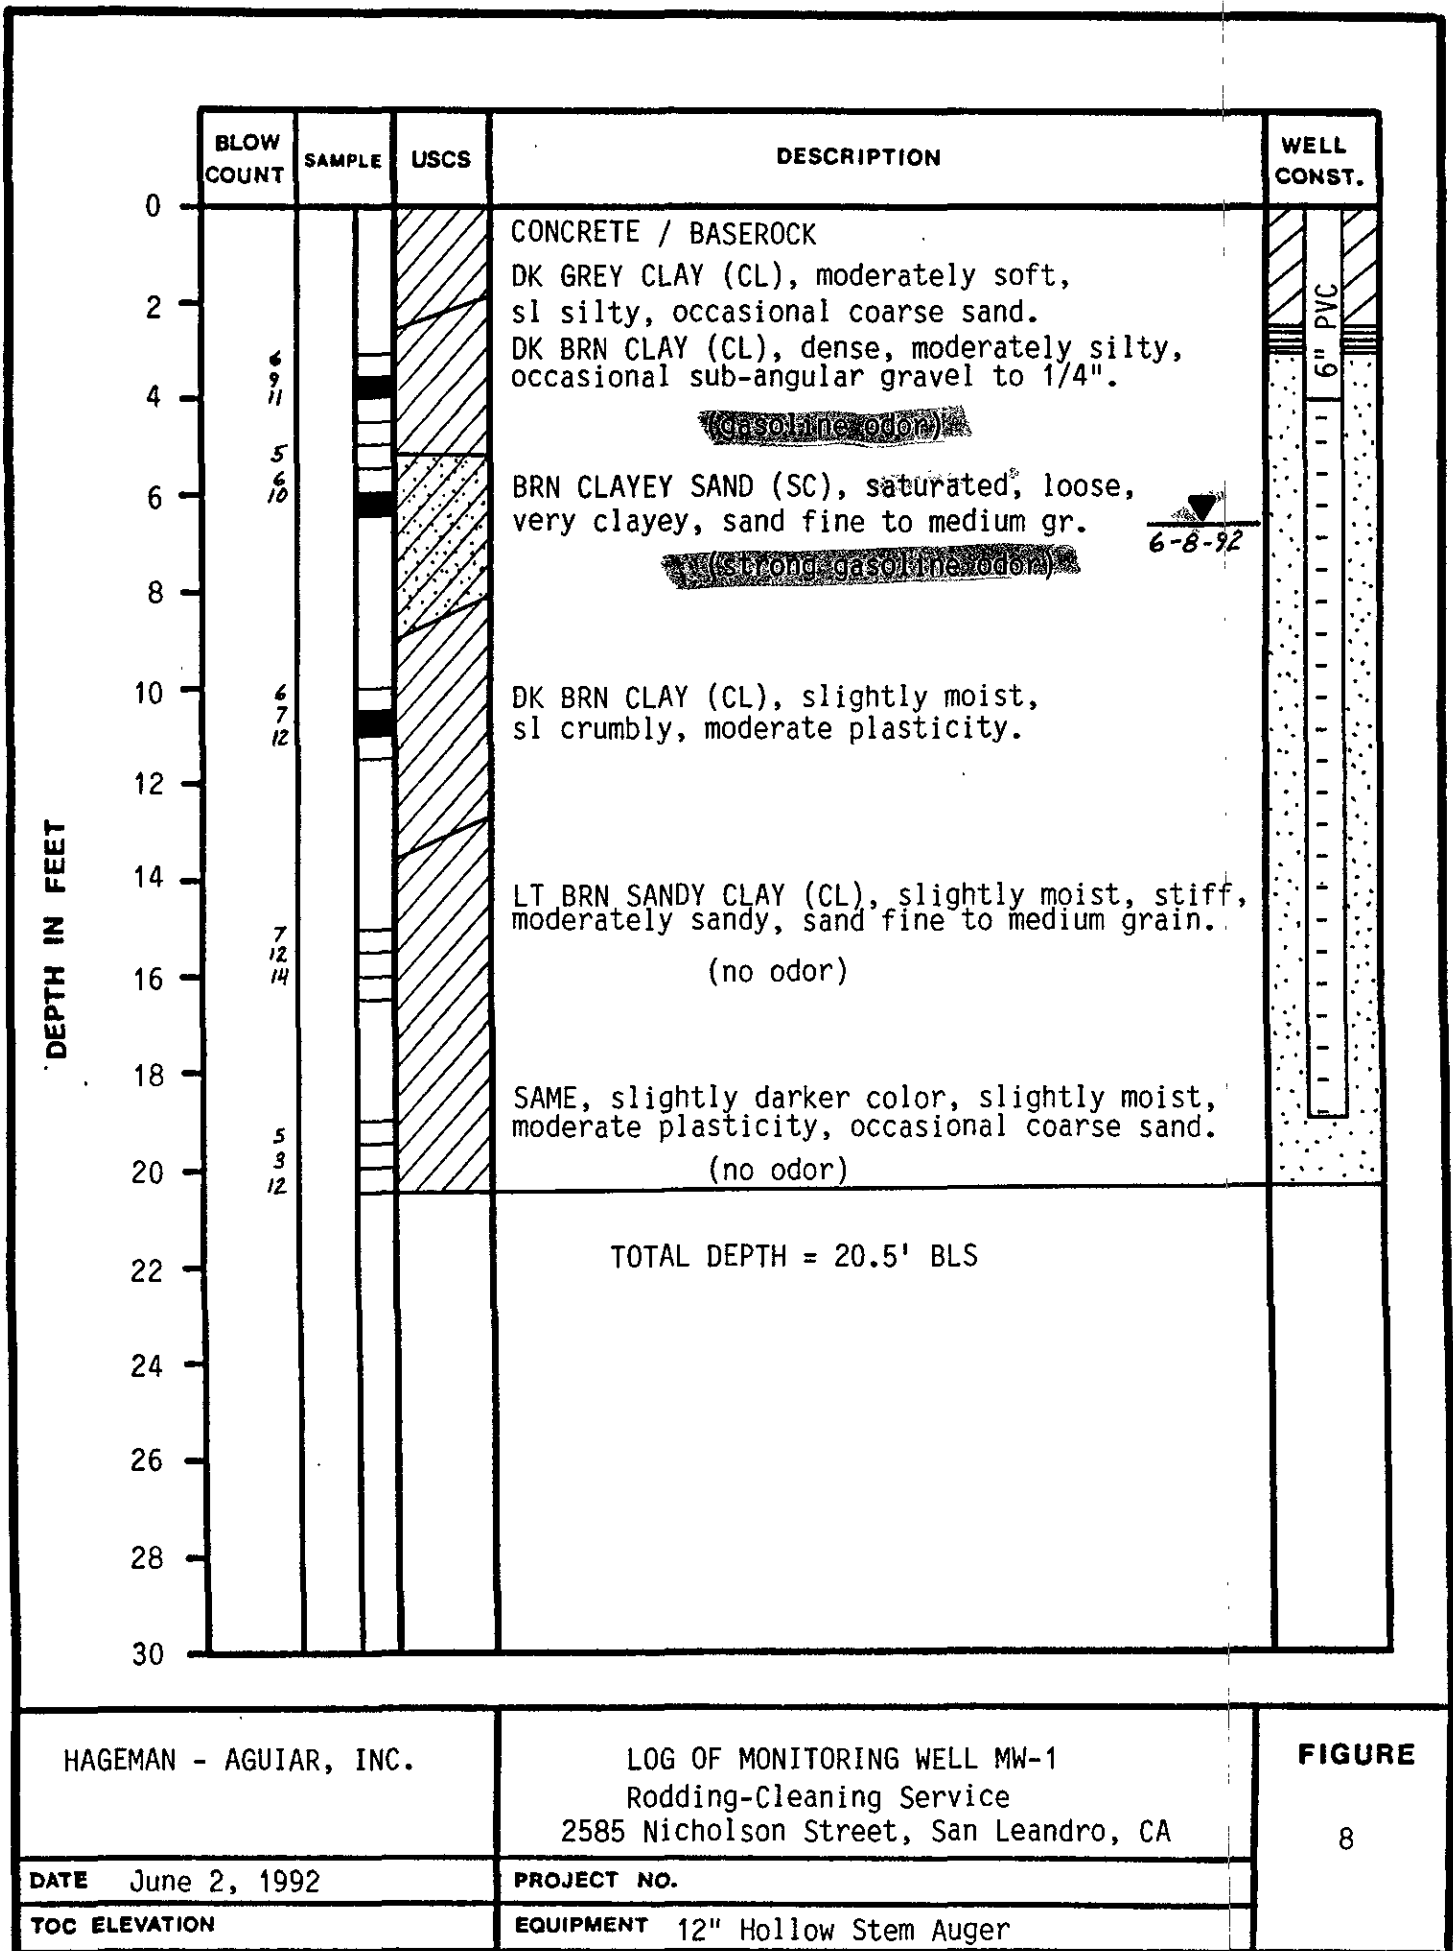 BLOW COUNT SAMPLE USCS DESCRIPTION WELL CONST.
0
CONCRETE / BASEROCK
DK GREY CLAY (CL), moderately soft,
2
sl silty, occasional coarse sand.
6" PVC
DK BRN CLAY (CL), dense, moderately silty,
6
9
occasional sub-angular gravel to 1/4".
4
11
(gasoline odor)
5
6
6
10
BRN CLAYEY SAND (SC), saturated, loose,
very clayey, sand fine to medium gr.
6-8-92
(strong gasoline odor)
8
10
6
7
12
DK BRN CLAY (CL), slightly moist,
sl crumbly, moderate plasticity.
12
DEPTH IN FEET
14
LT BRN SANDY CLAY (CL), slightly moist, stiff,
moderately sandy, sand fine to medium grain.
7
12
16
14
(no odor)
18
SAME, slightly darker color, slightly moist,
moderate plasticity, occasional coarse sand.
5
3
20
12
(no odor)
TOTAL DEPTH = 20.5' BLS
22
24
26
28
30
HAGEMAN - AGUIAR, INC.
LOG OF MONITORING WELL MW-1
Rodding-Cleaning Service
2585 Nicholson Street, San Leandro, CA
FIGURE
8
DATE June 2, 1992
PROJECT NO.
TOC ELEVATION
EQUIPMENT 12" Hollow Stem Auger